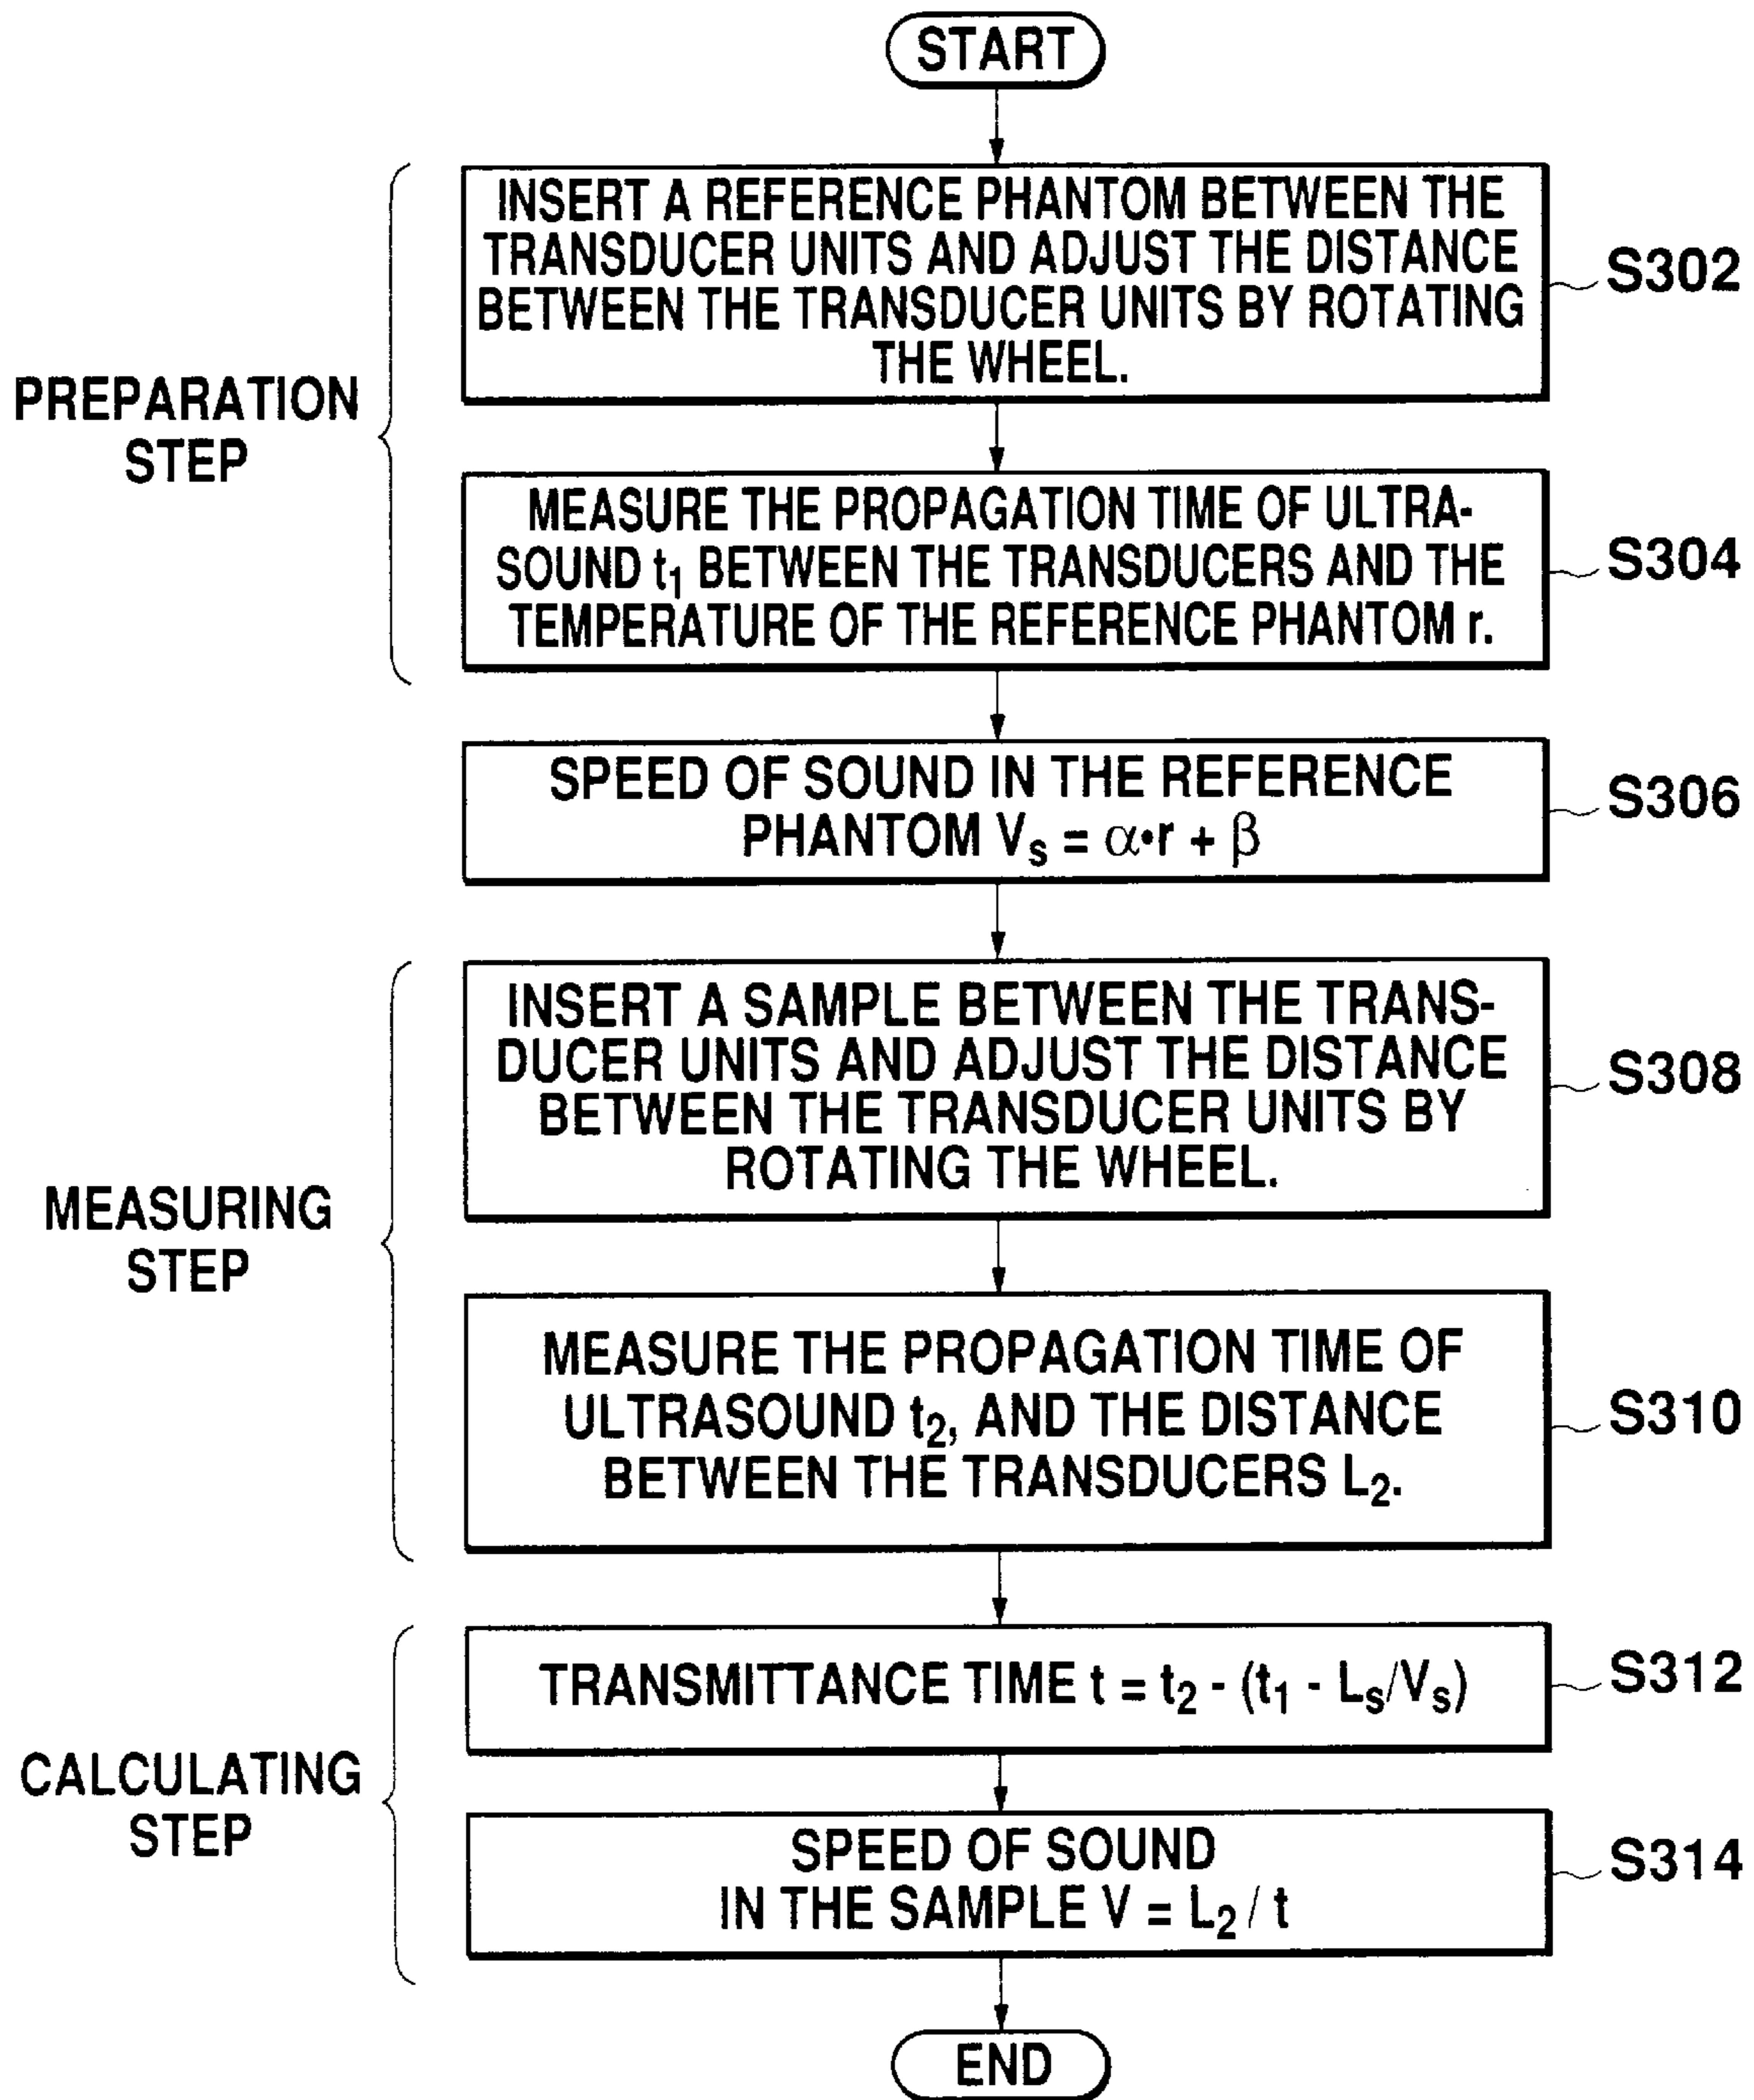 START
INSERT A REFERENCE PHANTOM BETWEEN THE
TRANSDUCER UNITS AND ADJUST THE DISTANCE
BETWEEN THE TRANSDUCER UNITS BY ROTATING
THE WHEEL.
S302
PREPARATION
STEP
MEASURE THE PROPAGATION TIME OF ULTRA-
SOUND t₁ BETWEEN THE TRANSDUCERS AND THE
TEMPERATURE OF THE REFERENCE PHANTOM r.
S304
SPEED OF SOUND IN THE REFERENCE
PHANTOM Vₛ = α•r + β
S306
INSERT A SAMPLE BETWEEN THE TRANS-
DUCER UNITS AND ADJUST THE DISTANCE
BETWEEN THE TRANSDUCER UNITS BY
ROTATING THE WHEEL.
S308
MEASURING
STEP
MEASURE THE PROPAGATION TIME OF
ULTRASOUND t₂, AND THE DISTANCE
BETWEEN THE TRANSDUCERS L₂.
S310
TRANSMITTANCE TIME t = t₂ - (t₁ - Lₛ/Vₛ)
S312
CALCULATING
STEP
SPEED OF SOUND
IN THE SAMPLE V = L₂ / t
S314
END